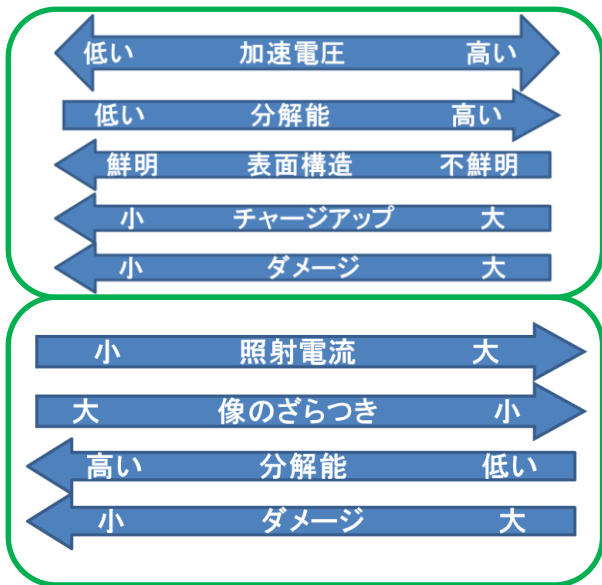 低い 加速電圧 高い
低い 分解能 高い
鮮明 表面構造 不鮮明
小 チャージアップ 大
小 ダメージ 大
小 照射電流 大
大 像のざらつき 小
高い 分解能 低い
小 ダメージ 大